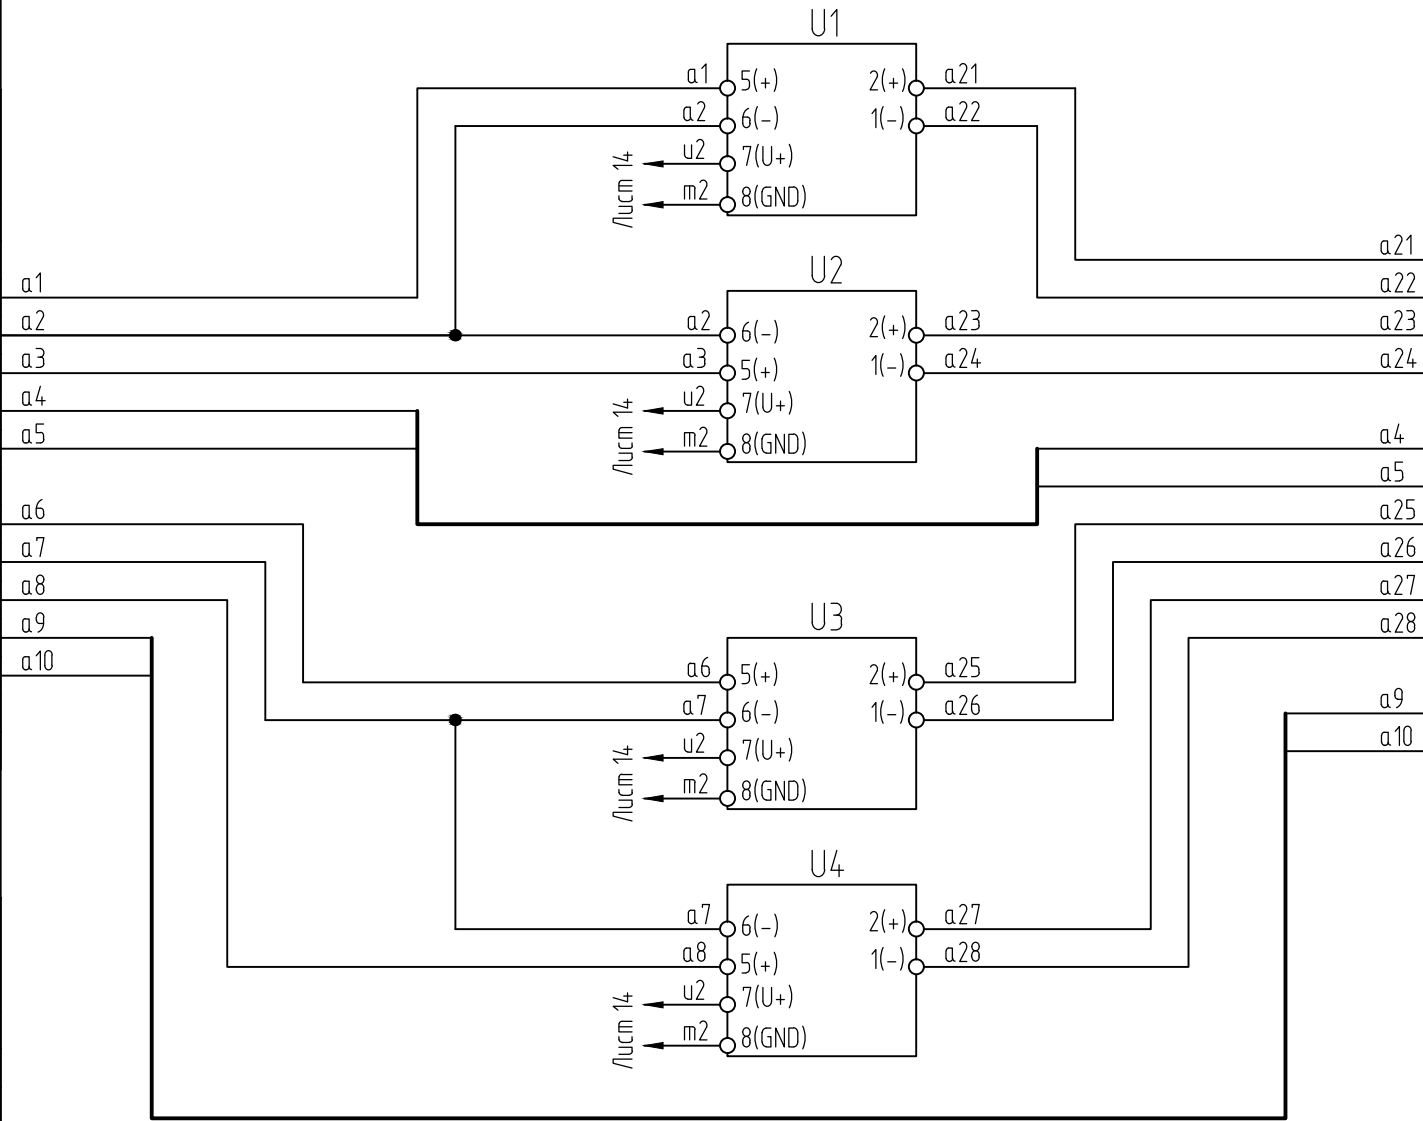 U1
a1 5(+) 2(+) a21
a2 6(-) 1(-) a22
u2 7(U+)
m2 8(GND)
Лист 14
U2
a2 6(-) 2(+) a23
a3 5(+) 1(-) a24
u2 7(U+)
m2 8(GND)
Лист 14
a1
a2
a3
a4
a5
a6
a7
a8
a9
a10
a21
a22
a23
a24
a4
a5
a25
a26
a27
a28
a9
a10
U3
a6 5(+) 2(+) a25
a7 6(-) 1(-) a26
u2 7(U+)
m2 8(GND)
Лист 14
U4
a7 6(-) 2(+) a27
a8 5(+) 1(-) a28
u2 7(U+)
m2 8(GND)
Лист 14